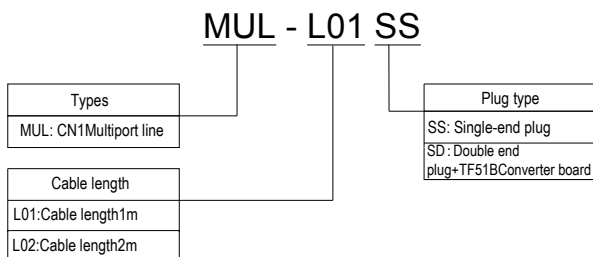 MUL - L01 SS
Types
MUL: CN1Multiport line
Cable length
L01:Cable length1m
L02:Cable length2m
Plug type
SS: Single-end plug
SD: Double end
plug+TF51BConverter board